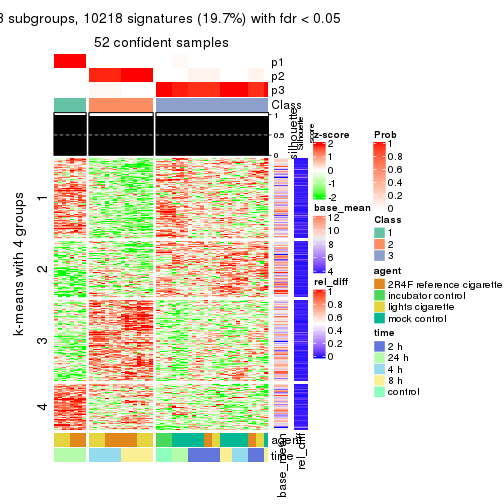 3 subgroups, 10218 signatures (19.7%) with fdr < 0.05
52 confident samples
p1
p2
p3
Class
1
0.5
0
silhouette
Silhouette
score
k-means with 4 groups
1
2
3
4
agent
time
base_mean
rel_diff
z-score
2
1
0
-1
-2
base_mean
12
10
8
6
4
rel_diff
1
0.8
0.6
0.4
0.2
0
Prob
1
0.8
0.6
0.4
0.2
0
Class
1
2
3
agent
2R4F reference cigarette
incubator control
lights cigarette
mock control
time
2 h
24 h
4 h
8 h
control